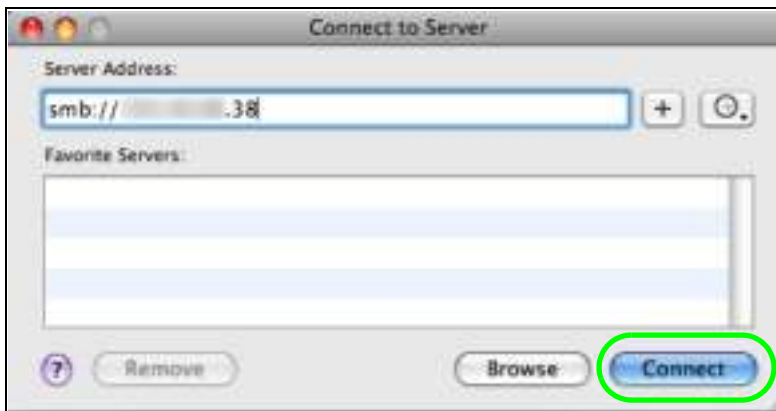 Connect to Server
Server Address:
smb:// .38
+
Favorite Servers:
? Remove Browse Connect